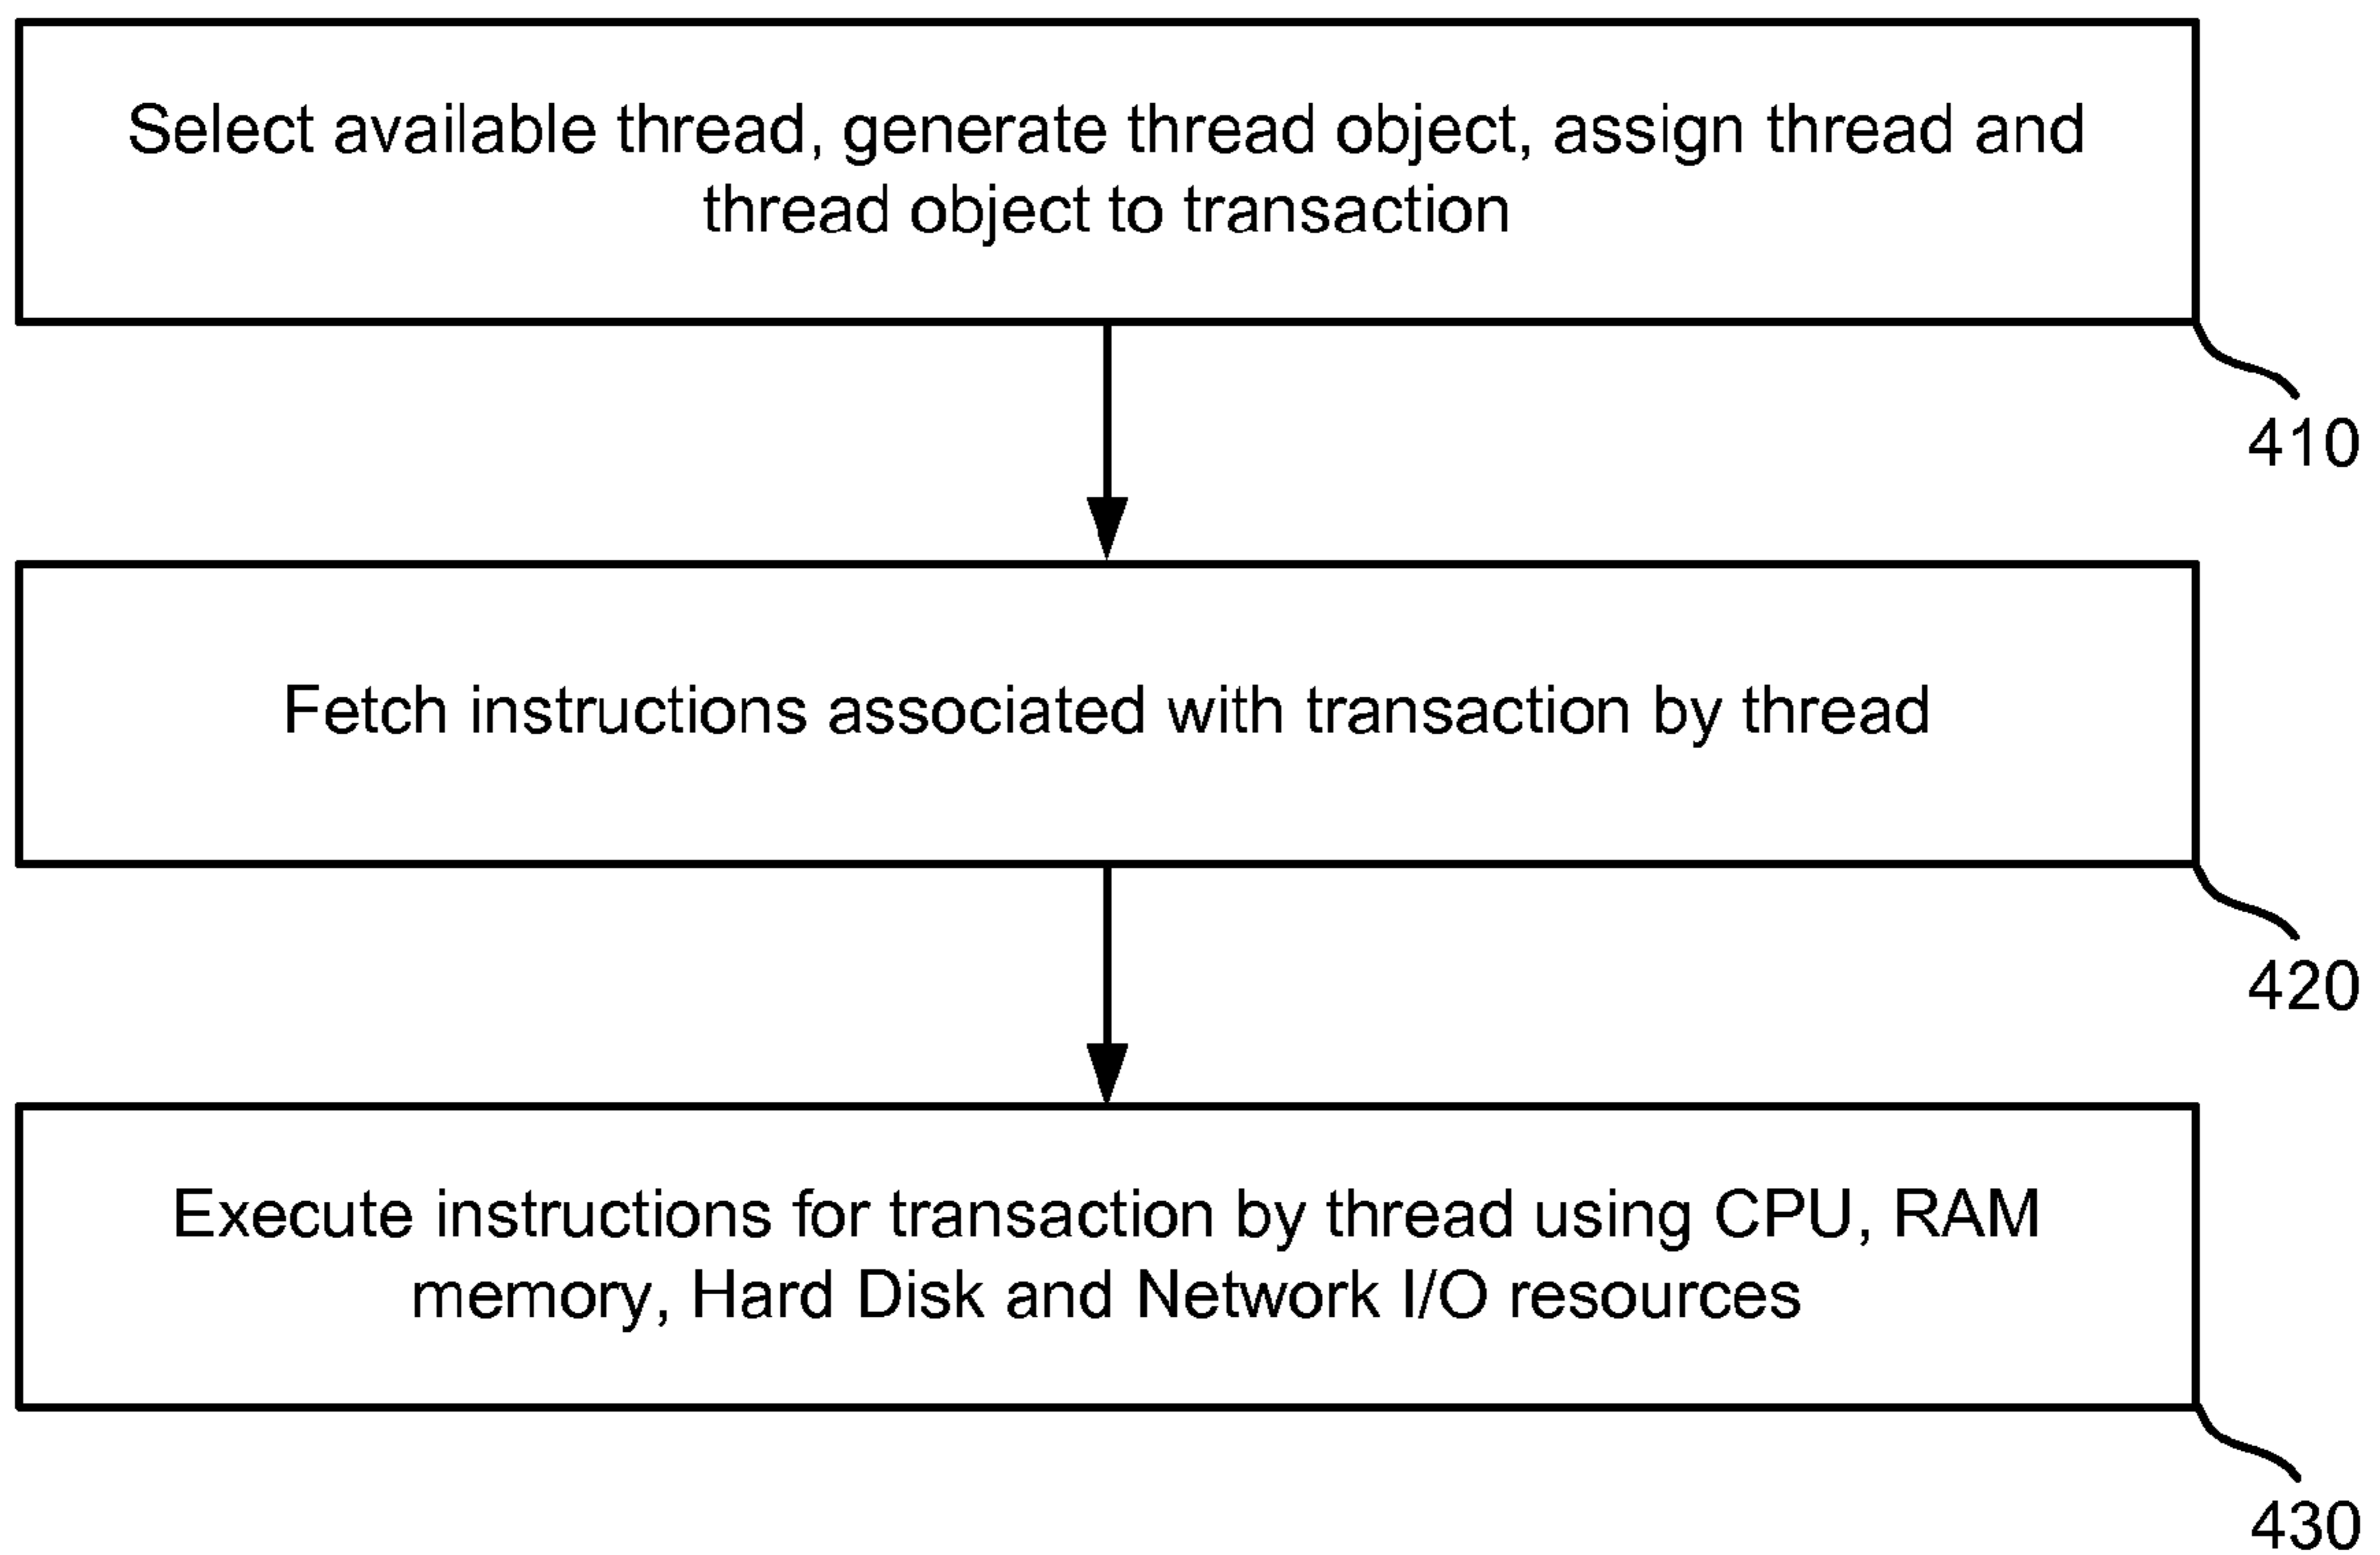 Select available thread, generate thread object, assign thread and
thread object to transaction
410
Fetch instructions associated with transaction by thread
420
Execute instructions for transaction by thread using CPU, RAM
memory, Hard Disk and Network I/O resources
430